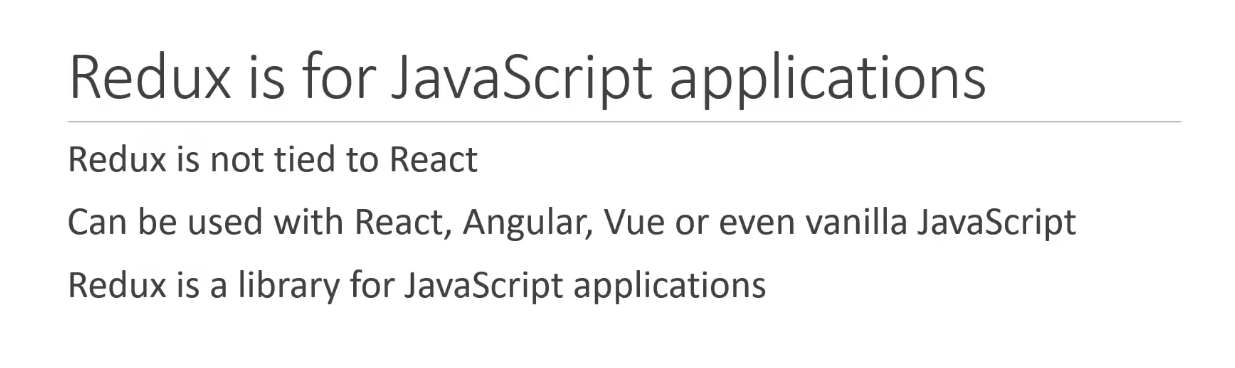 Redux is for JavaScript applications
Redux is not tied to React
Can be used with React, Angular, Vue or even vanilla JavaScript
Redux is a library for JavaScript applications